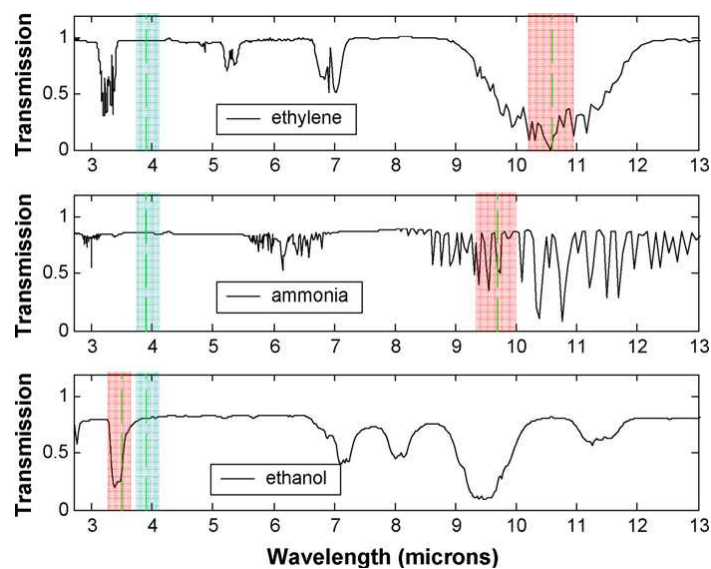 Transmission
1
0.5
0
ethylene
3 4 5 6 7 8 9 10 11 12 13
Transmission
1
0.5
0
ammonia
3 4 5 6 7 8 9 10 11 12 13
Transmission
1
0.5
0
ethanol
3 4 5 6 7 8 9 10 11 12 13
Wavelength (microns)